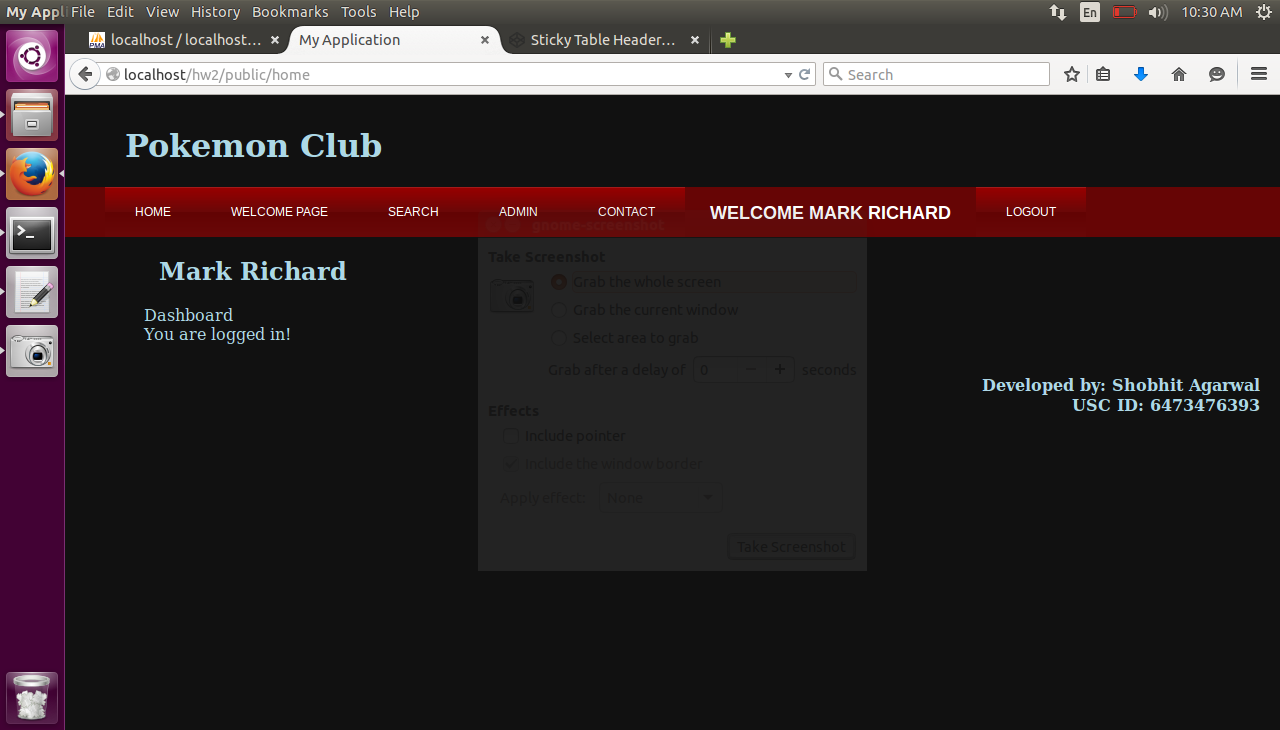 My Appl File Edit View History Bookmarks Tools Help En 10:30 AM
PMA localhost / localhost... My Application Sticky Table Header...
localhost/hw2/public/home Search
Pokemon Club
HOME WELCOME PAGE SEARCH ADMIN CONTACT WELCOME MARK RICHARD LOGOUT
gnome-screenshot
Take Screenshot
Mark Richard
Grab the whole screen
Grab the current window
Dashboard
You are logged in!
Select area to grab
Grab after a delay of 0 − + seconds
Developed by: Shobhit Agarwal
USC ID: 6473476393
Effects
Include pointer
Include the window border
Apply effect: None
Take Screenshot